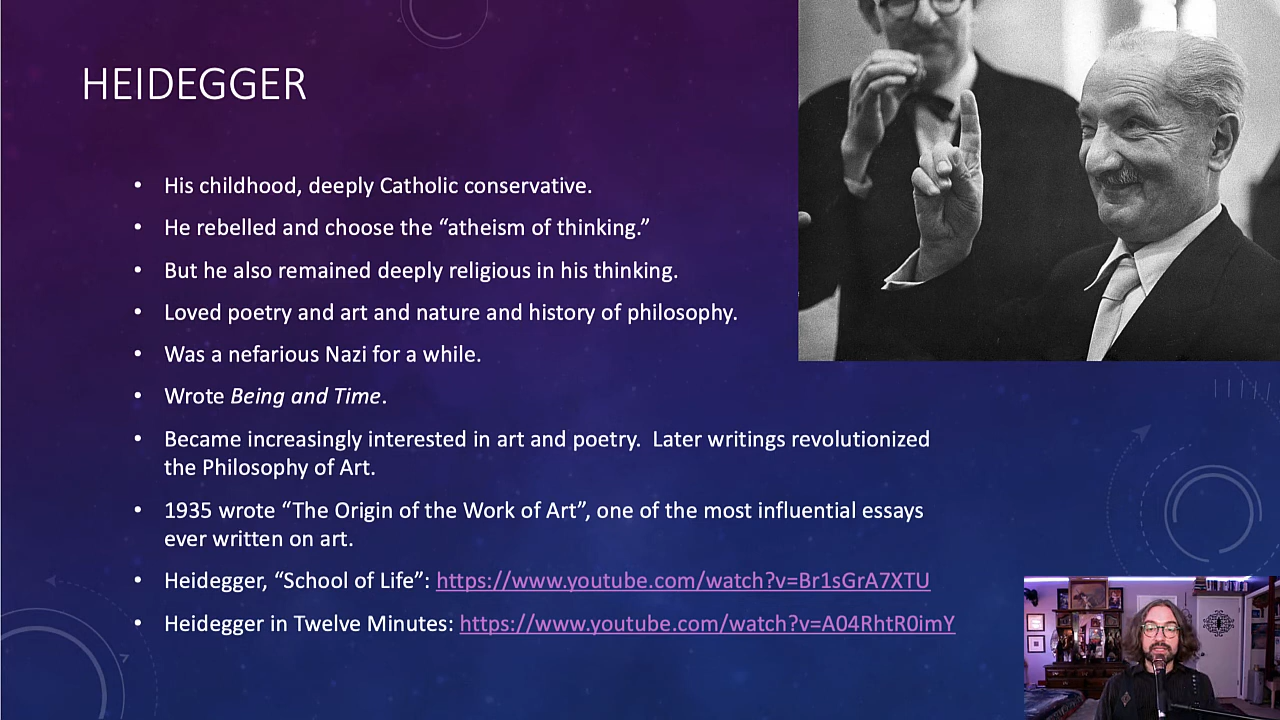 HEIDEGGER
• His childhood, deeply Catholic conservative.
• He rebelled and choose the “atheism of thinking.”
• But he also remained deeply religious in his thinking.
• Loved poetry and art and nature and history of philosophy.
• Was a nefarious Nazi for a while.
• Wrote Being and Time.
• Became increasingly interested in art and poetry.  Later writings revolutionized
the Philosophy of Art.
• 1935 wrote “The Origin of the Work of Art”, one of the most influential essays
ever written on art.
• Heidegger, “School of Life”: https://www.youtube.com/watch?v=Br1sGrA7XTU
• Heidegger in Twelve Minutes: https://www.youtube.com/watch?v=A04RhtR0imY